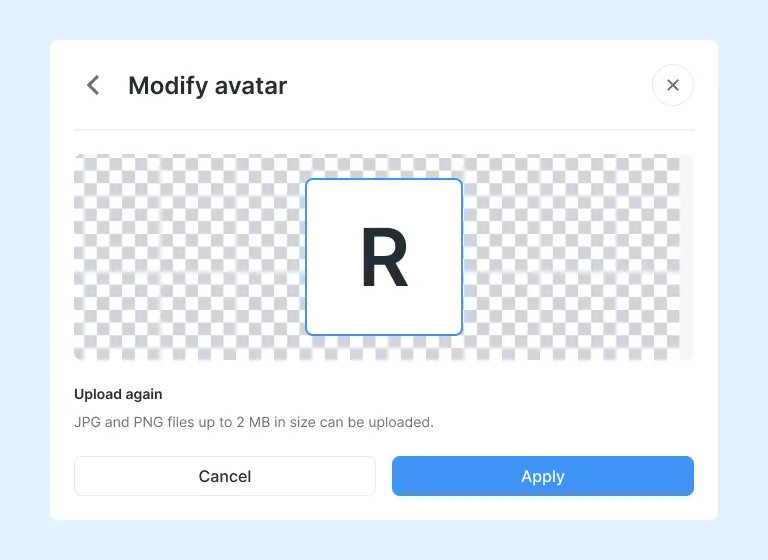 Modify avatar
R
Upload again
JPG and PNG files up to 2 MB in size can be uploaded.
Cancel
Apply